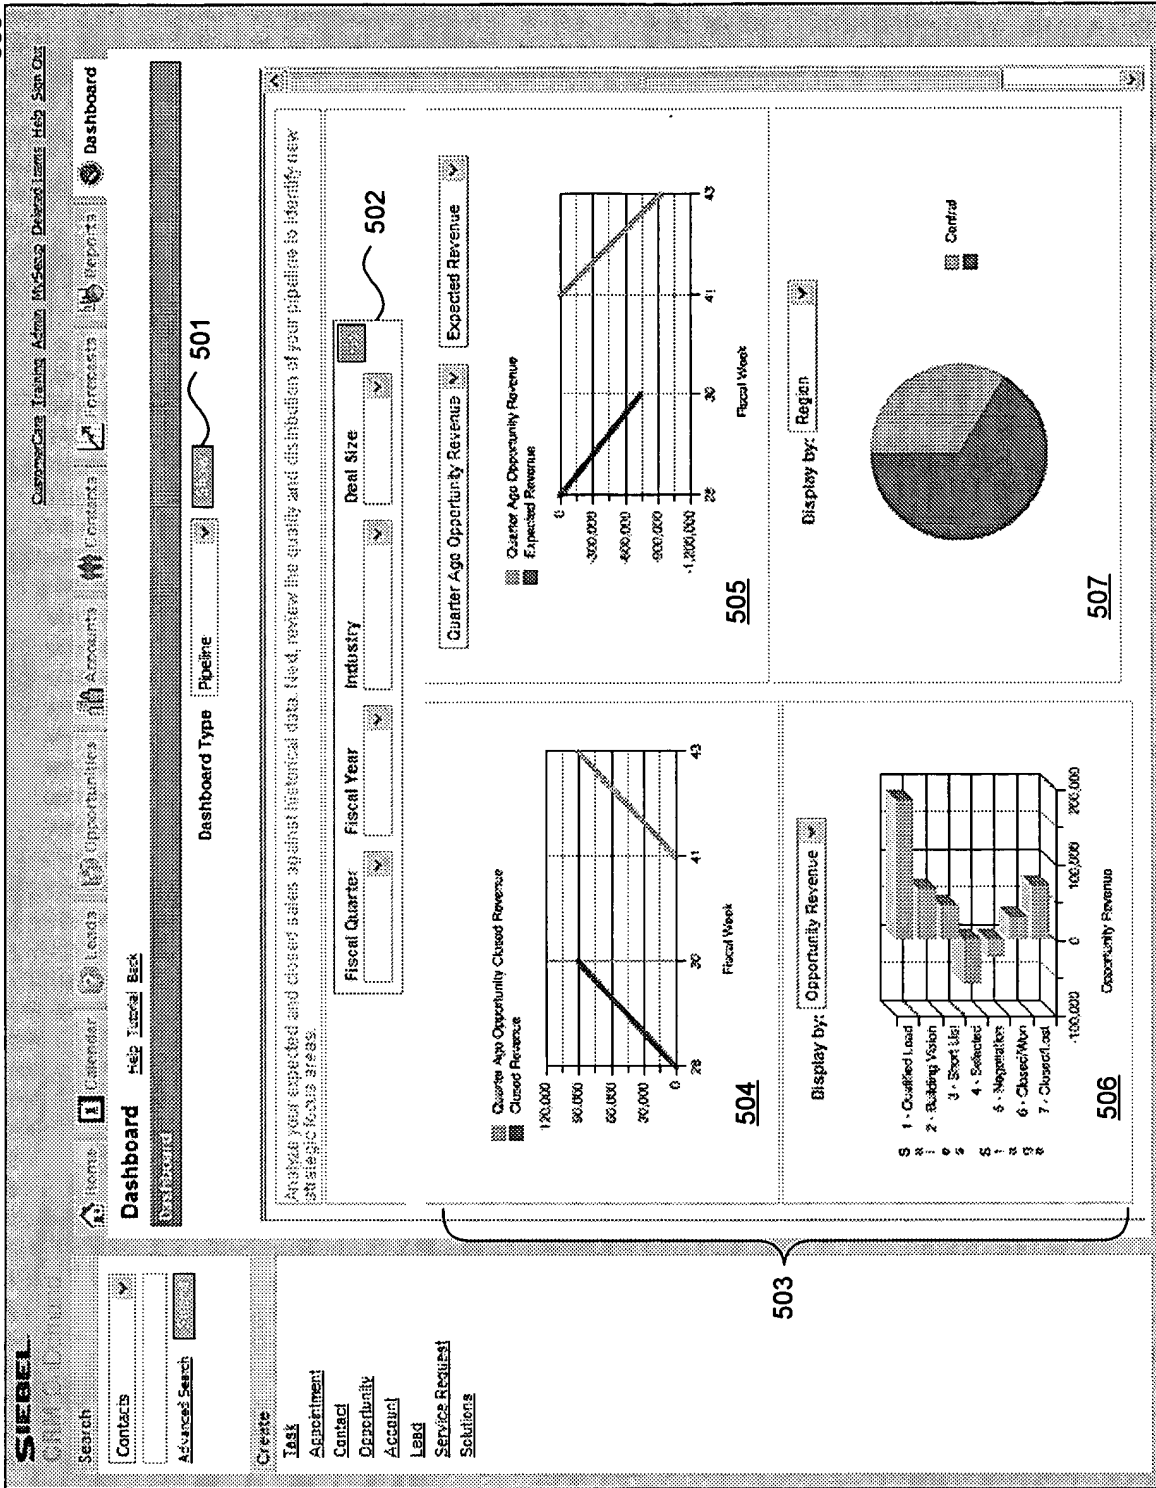 SIEBEL
CustomerCare Training Admin MySetup Deleted Items Help Sign Out
Home Calendar Leads Opportunities Accounts Contacts Forecasts Reports Dashboard
Search
Contacts
Advanced Search
Create
Task
Appointment
Contact
Opportunity
Account
Lead
Service Request
Solutions
Dashboard Help Tutorial Back
Dashboard
Dashboard Type Pipeline
501
Analyze your expected and closed sales against historical data. Next, review the quality and distribution of your pipeline to identify new
strategic focus areas.
Fiscal Quarter Fiscal Year Industry Deal Size
502
503
Quarter Ago Opportunity Closed Revenue
Closed Revenue
120,000
90,000
60,000
30,000
0
28 30 41 43
Fiscal Week
504
Quarter Ago Opportunity Revenue Expected Revenue
Quarter Ago Opportunity Revenue
Expected Revenue
0
-300,000
-600,000
-900,000
-1,200,000
28 30 41 43
Fiscal Week
505
Display by: Opportunity Revenue
Sales Stage
1 - Qualified Lead
2 - Building Vision
3 - Short List
4 - Selected
5 - Negotiation
6 - Closed/Won
7 - Closed/Lost
-100,000 0 100,000 200,000
Opportunity Revenue
506
Display by: Region
Central
507